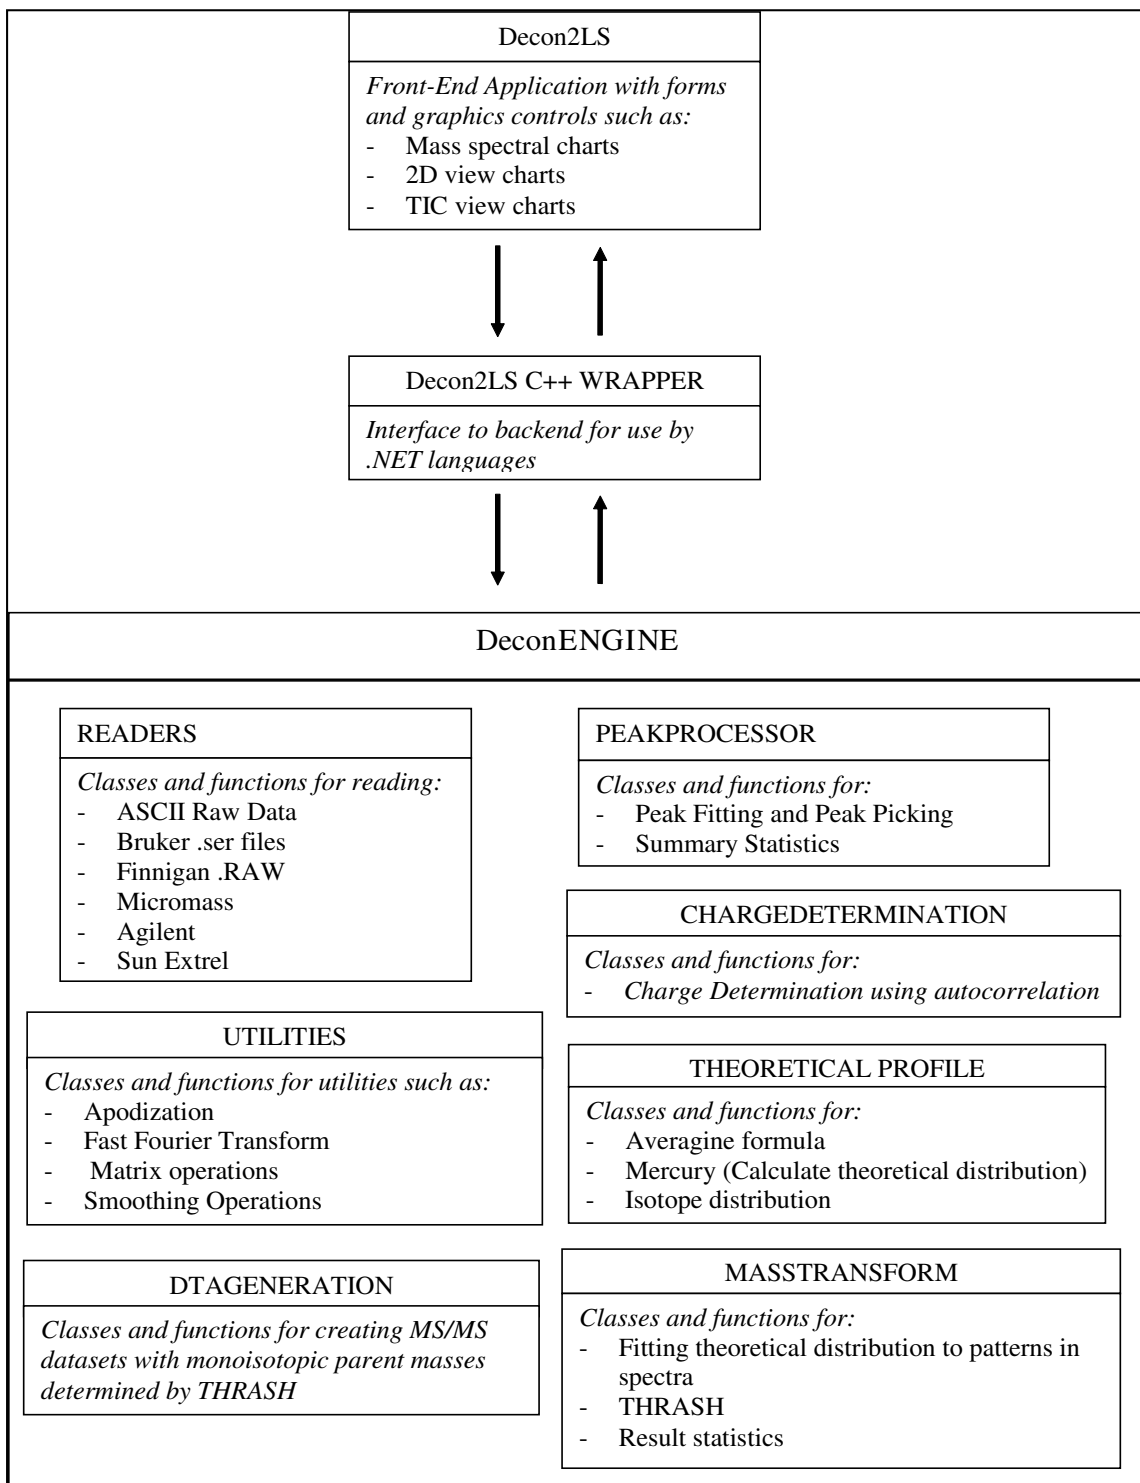 Decon2LS
Front-End Application with forms
and graphics controls such as:
- Mass spectral charts
- 2D view charts
- TIC view charts
Decon2LS C++ WRAPPER
Interface to backend for use by
.NET languages
DeconENGINE
READERS
Classes and functions for reading:
- ASCII Raw Data
- Bruker .ser files
- Finnigan .RAW
- Micromass
- Agilent
- Sun Extrel
UTILITIES
Classes and functions for utilities such as:
- Apodization
- Fast Fourier Transform
- Matrix operations
- Smoothing Operations
DTAGENERATION
Classes and functions for creating MS/MS
datasets with monoisotopic parent masses
determined by THRASH
PEAKPROCESSOR
Classes and functions for:
- Peak Fitting and Peak Picking
- Summary Statistics
CHARGEDETERMINATION
Classes and functions for:
- Charge Determination using autocorrelation
THEORETICAL PROFILE
Classes and functions for:
- Averagine formula
- Mercury (Calculate theoretical distribution)
- Isotope distribution
MASSTRANSFORM
Classes and functions for:
- Fitting theoretical distribution to patterns in
spectra
- THRASH
- Result statistics